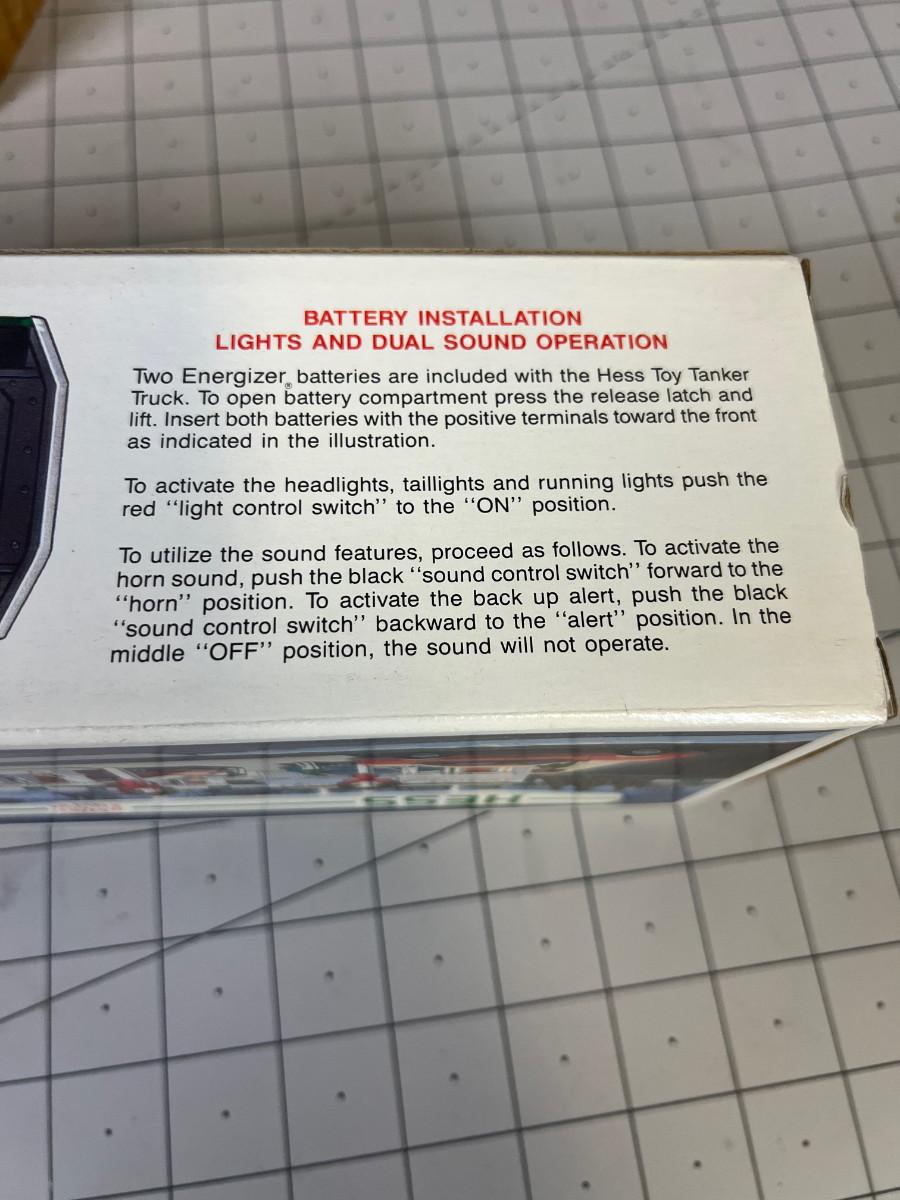 BATTERY INSTALLATION
LIGHTS AND DUAL SOUND OPERATION
Two Energizer® batteries are included with the Hess Toy Tanker
Truck. To open battery compartment press the release latch and
lift. Insert both batteries with the positive terminals toward the front
as indicated in the illustration.
To activate the headlights, taillights and running lights push the
red ‘‘light control switch’’ to the ‘‘ON’’ position.
To utilize the sound features, proceed as follows. To activate the
horn sound, push the black ‘‘sound control switch’’ forward to the
‘‘horn’’ position. To activate the back up alert, push the black
‘‘sound control switch’’ backward to the ‘‘alert’’ position. In the
middle ‘‘OFF’’ position, the sound will not operate.
HESS